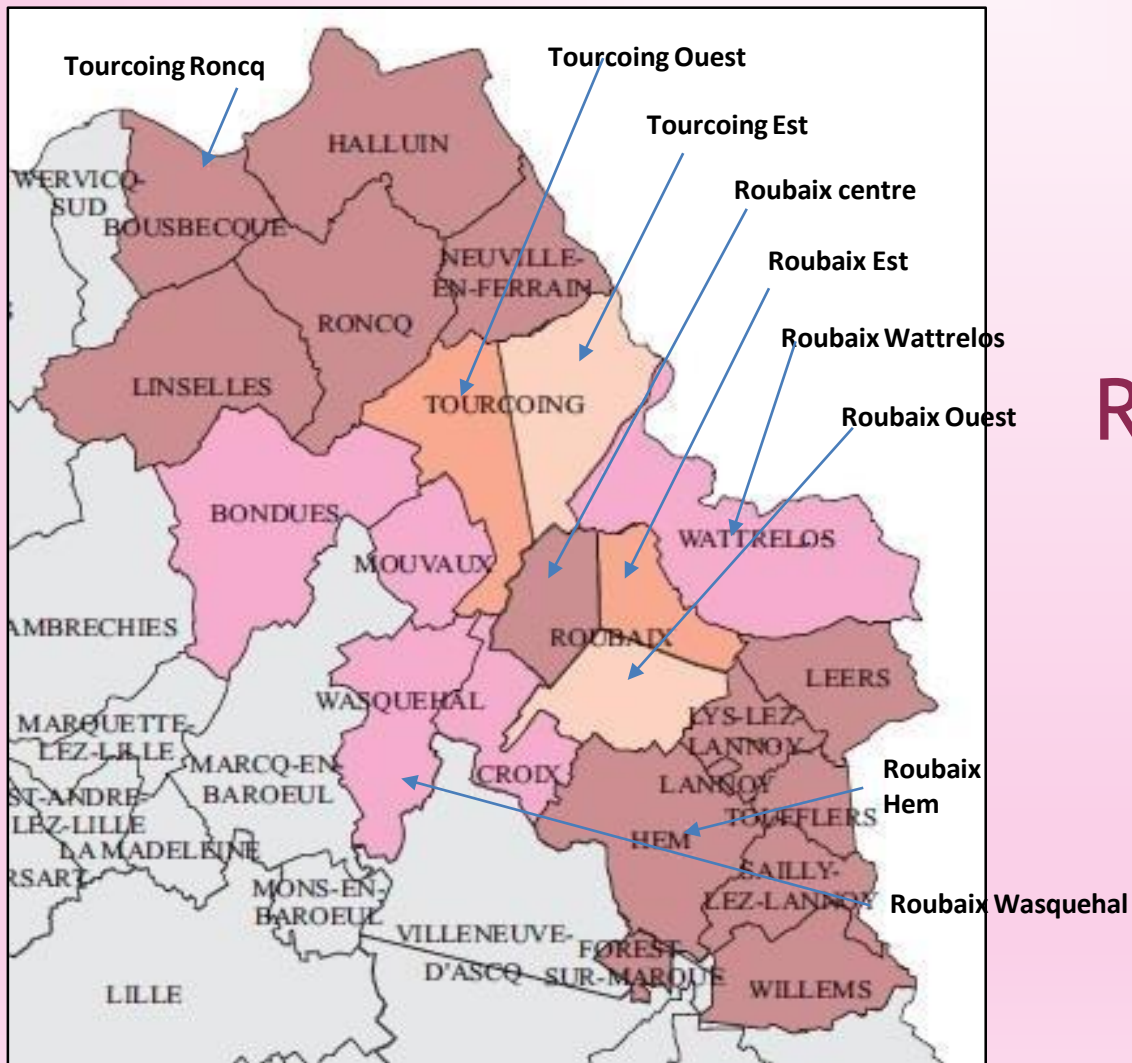 Tourcoing Roncq
Tourcoing Ouest
Tourcoing Est
Roubaix centre
Roubaix Est
Roubaix Wattrelos
Roubaix Ouest
Roubaix
Hem
Roubaix Wasquehal
R
HALLUIN
WERVICQ-
SUD
BOUSBECQUE
NEUVILLE-
EN-FERRAIN
RONCQ
LINSELLES
TOURCOING
BONDUES
WATTRELOS
MOUVAUX
AMBRECHIES
ROUBAIX
LEERS
WASQUEHAL
LYS-LEZ-
LANNOY
MARQUETTE-
LEZ-LILLE
MARCQ-EN-
BAROEUL
CROIX
LANNOY
TOUFFLERS
ST-ANDRE-
LEZ-LILLE
HEM
LA MADELEINE
RSART
SAILLY-
LEZ-LANNOY
MONS-EN-
BAROEUL
VILLENEUVE-
D'ASCQ
FOREST-
SUR-MARQUE
WILLEMS
LILLE